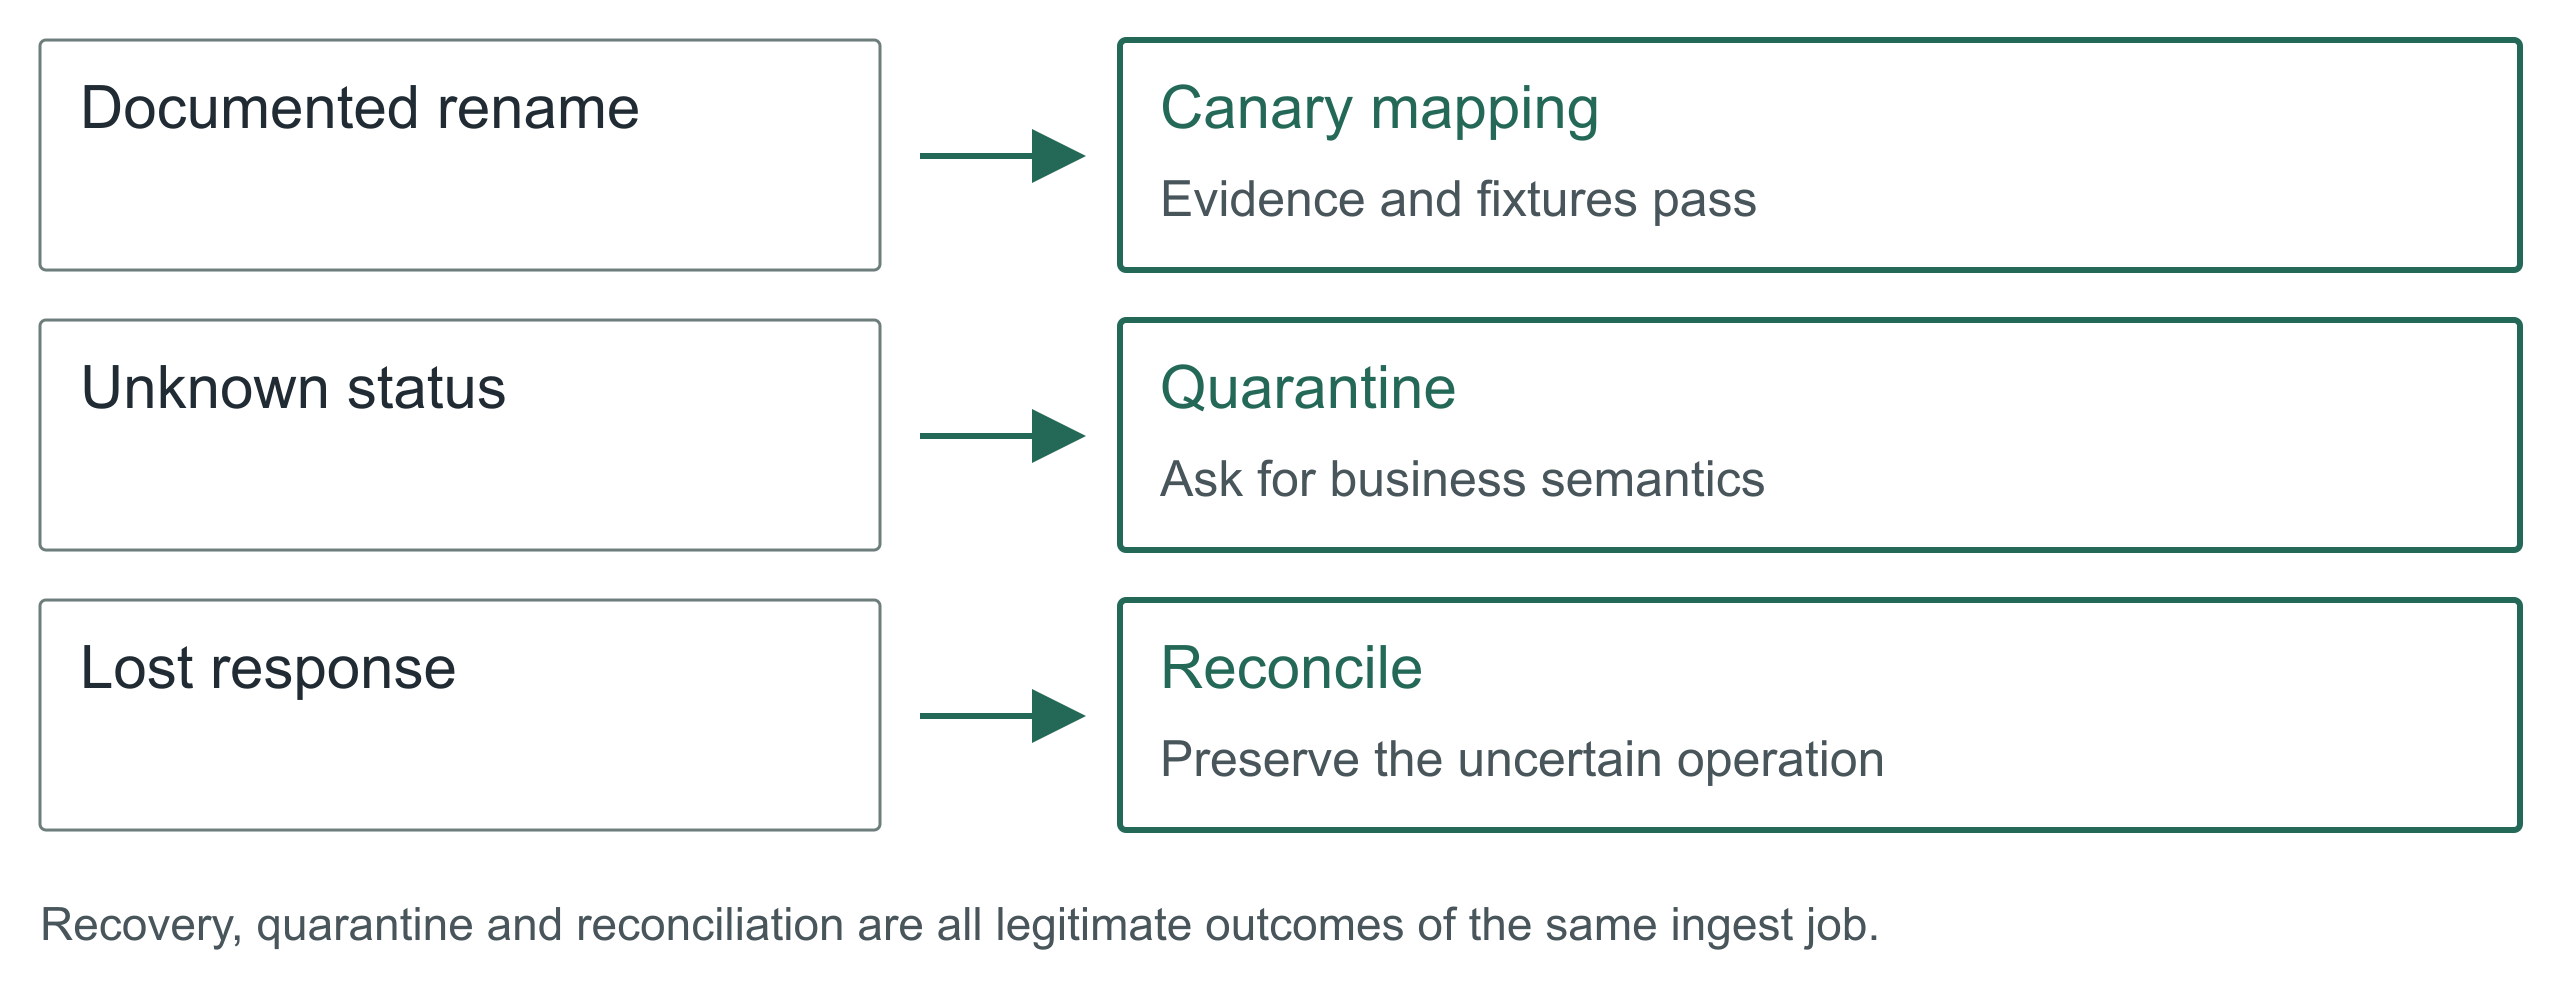 Documented rename
Canary mapping
Evidence and fixtures pass
Unknown status
Quarantine
Ask for business semantics
Lost response
Reconcile
Preserve the uncertain operation
Recovery, quarantine and reconciliation are all legitimate outcomes of the same ingest job.